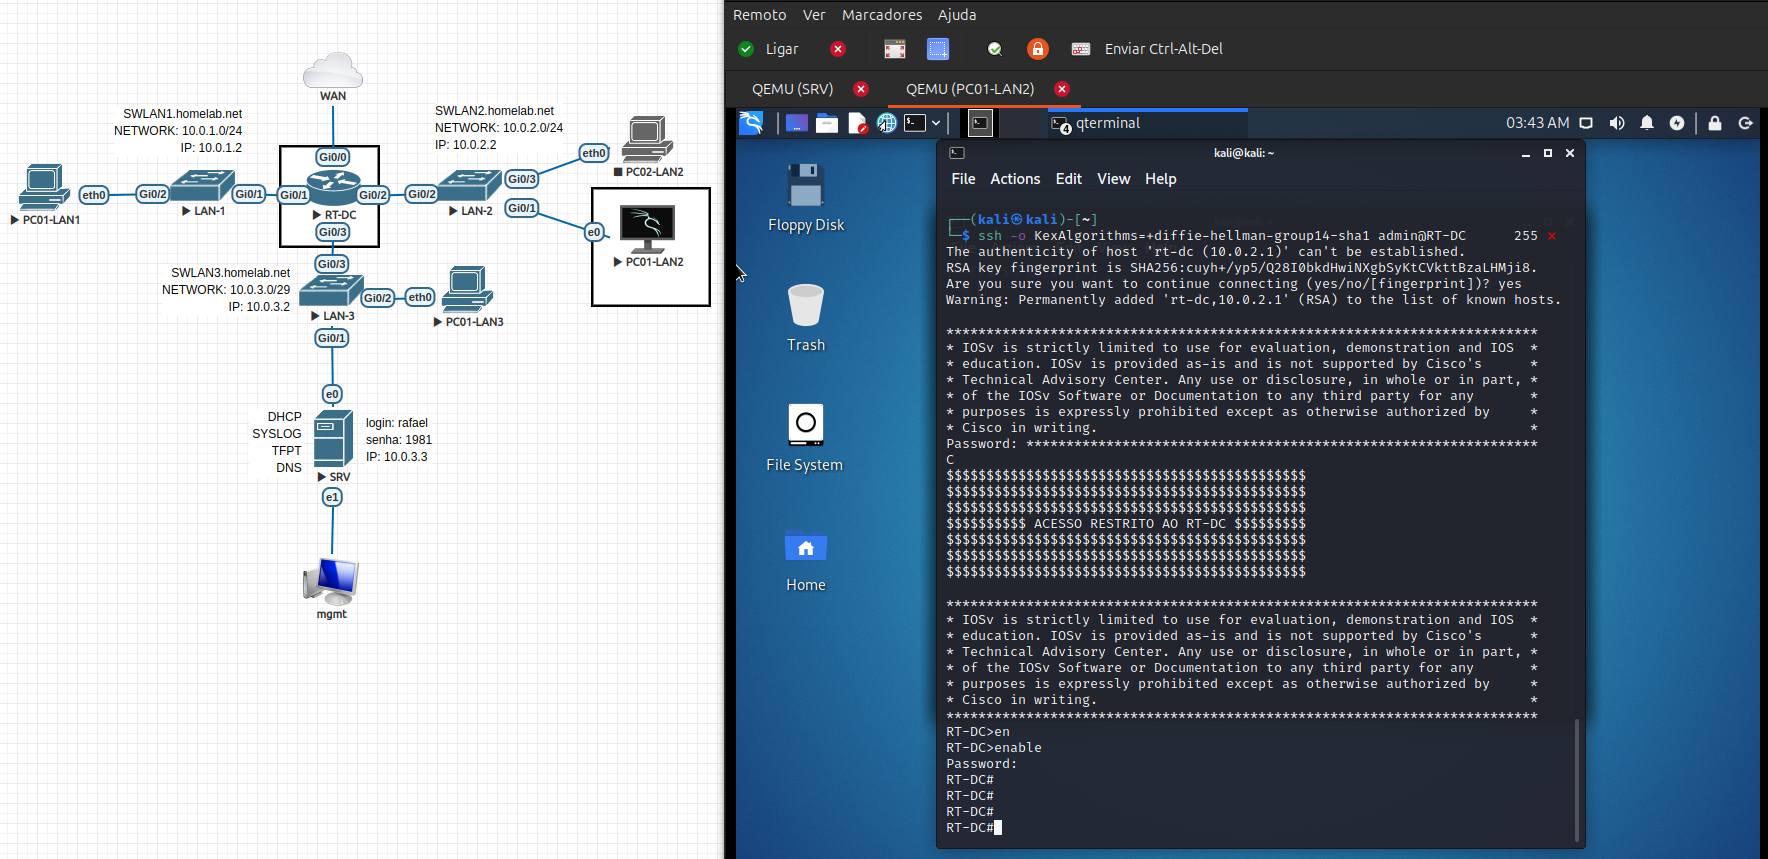 WAN
SWLAN1.homelab.net
NETWORK: 10.0.1.0/24
IP: 10.0.1.2
SWLAN2.homelab.net
NETWORK: 10.0.2.0/24
IP: 10.0.2.2
Gi0/0
eth0
PC02-LAN2
eth0
Gi0/2
Gi0/1
Gi0/1
Gi0/2
Gi0/2
Gi0/3
Gi0/1
PC01-LAN1
LAN-1
RT-DC
LAN-2
e0
PC01-LAN2
Gi0/3
SWLAN3.homelab.net
NETWORK: 10.0.3.0/29
IP: 10.0.3.2
Gi0/3
Gi0/2
eth0
LAN-3
PC01-LAN3
Gi0/1
e0
DHCP
SYSLOG
TFPT
DNS
login: rafael
senha: 1981
IP: 10.0.3.3
SRV
e1
mgmt
Remoto Ver Marcadores Ajuda
Ligar Enviar Ctrl-Alt-Del
QEMU (SRV) QEMU (PC01-LAN2)
4 qterminal 03:43 AM
Floppy Disk
Trash
File System
Home
kali@kali: ~
File Actions Edit View Help
(kali㉿kali)-[~]
$ ssh -o KexAlgorithms=+diffie-hellman-group14-sha1 admin@RT-DC 255 ⨯
The authenticity of host 'rt-dc (10.0.2.1)' can't be established.
RSA key fingerprint is SHA256:cuyh+/yp5/Q28I0bkdHwiNXgbSyKtCVkttBzaLHMji8.
Are you sure you want to continue connecting (yes/no/[fingerprint])? yes
Warning: Permanently added 'rt-dc,10.0.2.1' (RSA) to the list of known hosts.
**************************************************************************
* IOSv is strictly limited to use for evaluation, demonstration and IOS *
* education. IOSv is provided as-is and is not supported by Cisco's *
* Technical Advisory Center. Any use or disclosure, in whole or in part, *
* of the IOSv Software or Documentation to any third party for any *
* purposes is expressly prohibited except as otherwise authorized by *
* Cisco in writing. *
Password: ****************************************************************
C
$$$$$$$$$$$$$$$$$$$$$$$$$$$$$$$$$$$$$$$$$$$$$
$$$$$$$$$$$$$$$$$$$$$$$$$$$$$$$$$$$$$$$$$$$$$
$$$$$$$$$$$$$$$$$$$$$$$$$$$$$$$$$$$$$$$$$$$$$
$$$$$$$$$$ ACESSO RESTRITO AO RT-DC $$$$$$$$$
$$$$$$$$$$$$$$$$$$$$$$$$$$$$$$$$$$$$$$$$$$$$$
$$$$$$$$$$$$$$$$$$$$$$$$$$$$$$$$$$$$$$$$$$$$$
$$$$$$$$$$$$$$$$$$$$$$$$$$$$$$$$$$$$$$$$$$$$$
**************************************************************************
* IOSv is strictly limited to use for evaluation, demonstration and IOS *
* education. IOSv is provided as-is and is not supported by Cisco's *
* Technical Advisory Center. Any use or disclosure, in whole or in part, *
* of the IOSv Software or Documentation to any third party for any *
* purposes is expressly prohibited except as otherwise authorized by *
* Cisco in writing. *
**************************************************************************
RT-DC>en
RT-DC>enable
Password:
RT-DC#
RT-DC#
RT-DC#
RT-DC#